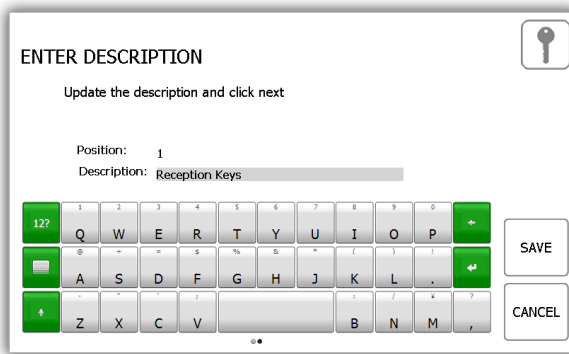 ENTER DESCRIPTION
Update the description and click next
Position: 1
Description: Reception Keys
1 2 3 4 5 6 7 8 9 0
12? Q W E R T Y U I O P
@ + = $ % & * ( ) !
A S D F G H J K L .
- " ' ; : / ¥ ?
Z X C V B N M ,
SAVE
CANCEL